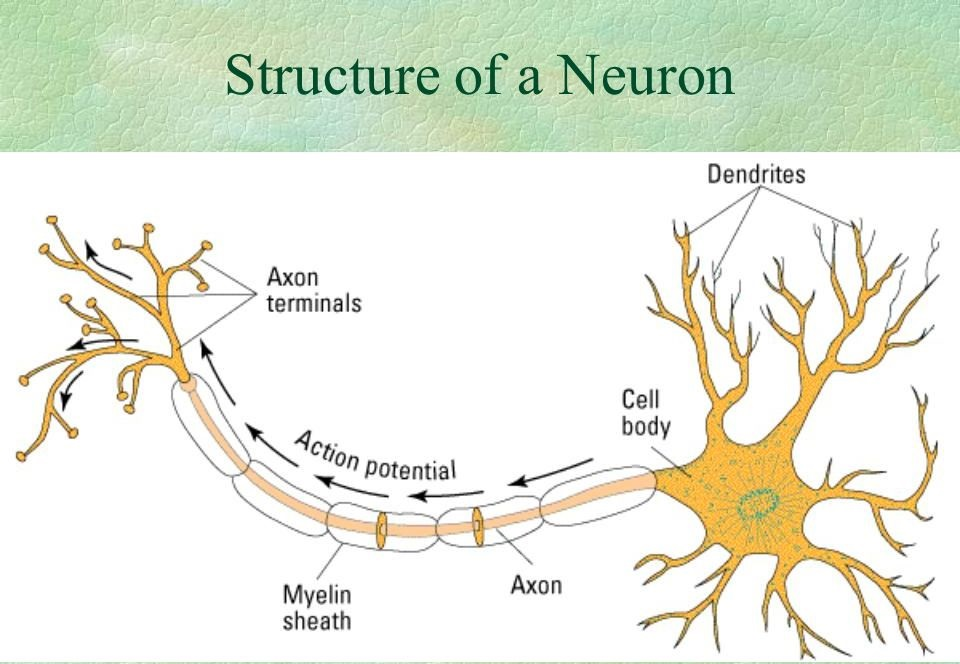 Structure of a Neuron
Dendrites
Axon
terminals
Cell
body
Action potential
Myelin
sheath
Axon